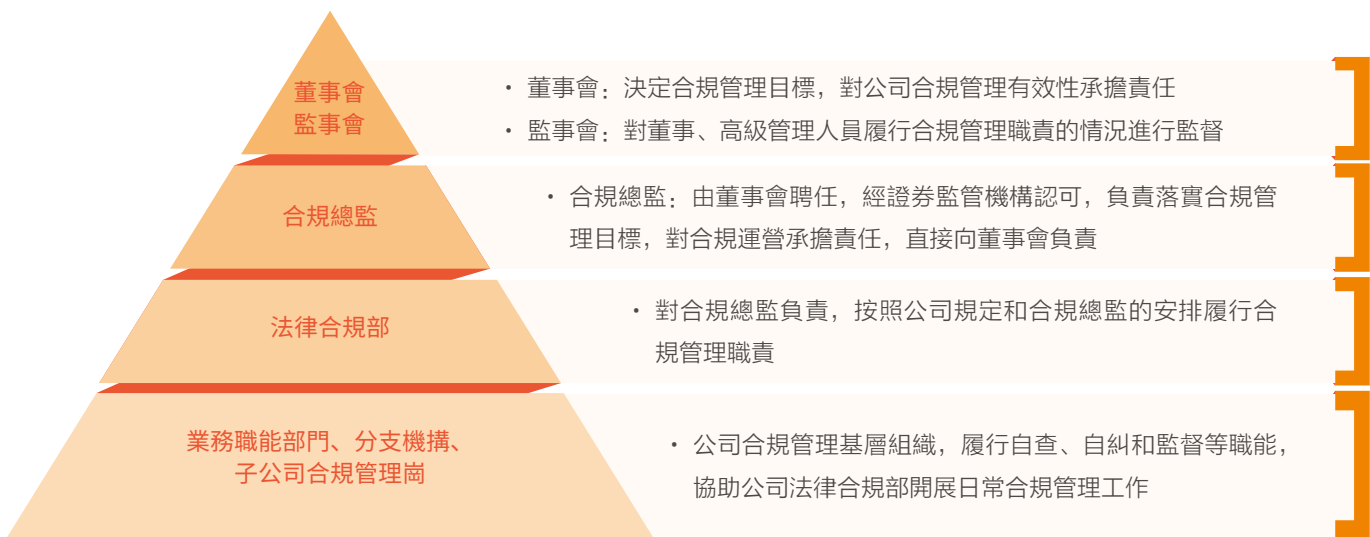 董事會
監事會
• 董事會：決定合規管理目標，對公司合規管理有效性承擔責任
• 監事會：對董事、高級管理人員履行合規管理職責的情況進行監督
合規總監
• 合規總監：由董事會聘任，經證券監管機構認可，負責落實合規管
理目標，對合規運營承擔責任，直接向董事會負責
法律合規部
• 對合規總監負責，按照公司規定和合規總監的安排履行合
規管理職責
業務職能部門、分支機構、
子公司合規管理崗
• 公司合規管理基層組織，履行自查、自糾和監督等職能，
協助公司法律合規部開展日常合規管理工作